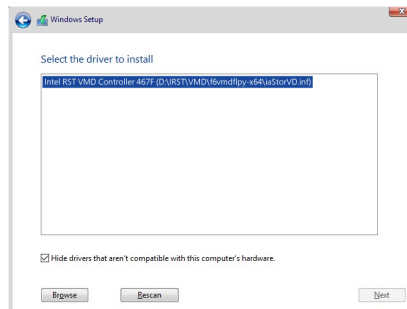 Windows Setup
Select the driver to install
Intel RST VMD Controller 467F (D:\IRST\VMD\f6vmdflpy-x64\iaStorVD.inf)
Hide drivers that aren't compatible with this computer's hardware.
Browse
Rescan
Next